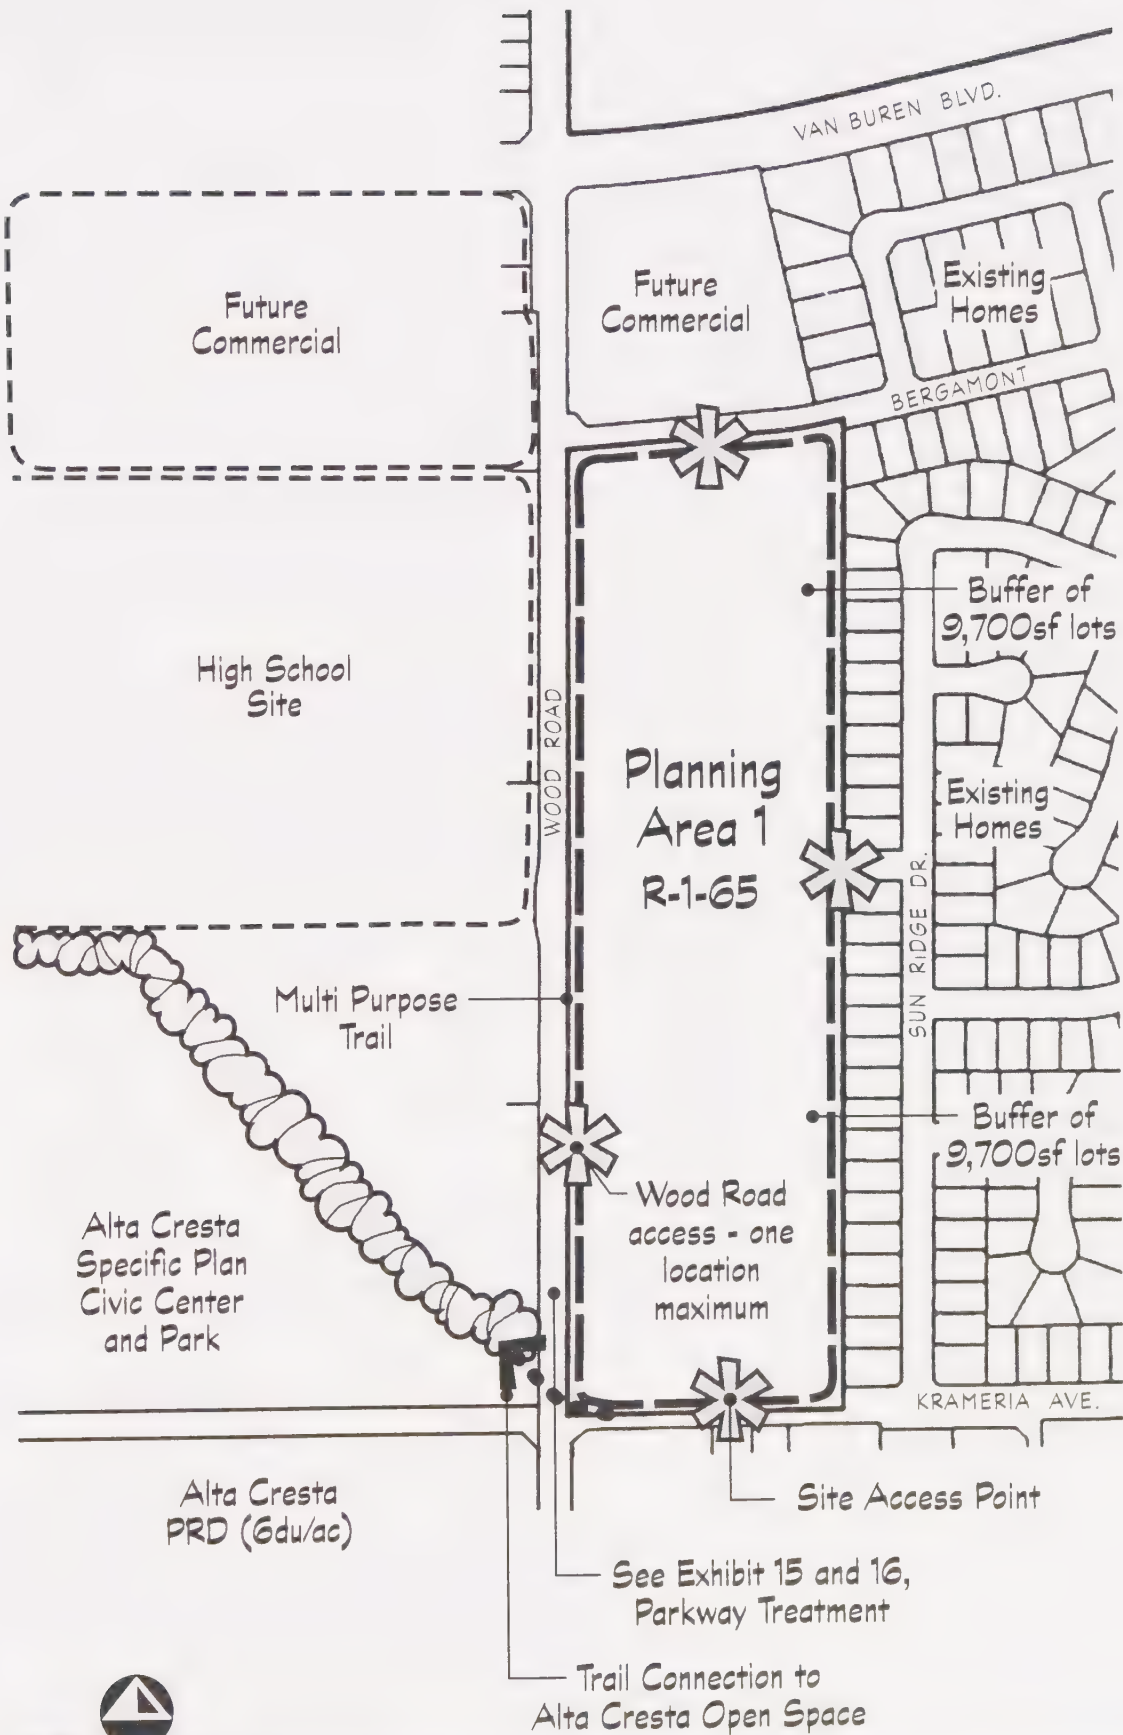 VAN BUREN BLVD.
Future
Commercial
Future
Commercial
Existing
Homes
BERGAMONT
Buffer of
9,700sf lots
High School
Site
WOOD ROAD
Planning
Area 1
R-1-65
Existing
Homes
SUN RIDGE DR.
Multi Purpose
Trail
Buffer of
9,700sf lots
Wood Road
access - one
location
maximum
Alta Cresta
Specific Plan
Civic Center
and Park
KRAMERIA AVE.
Alta Cresta
PRD (6du/ac)
Site Access Point
See Exhibit 15 and 16,
Parkway Treatment
Trail Connection to
Alta Cresta Open Space